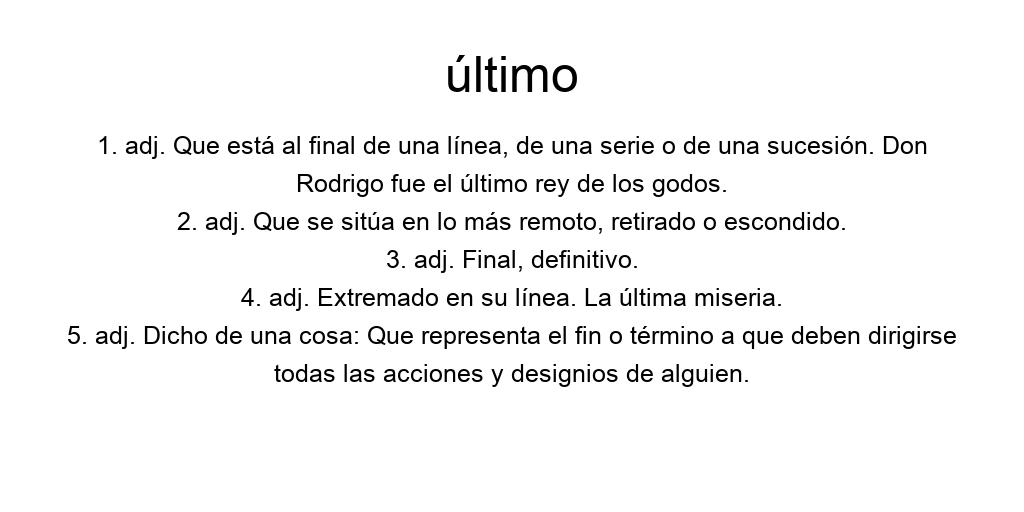 último
1. adj. Que está al final de una línea, de una serie o de una sucesión. Don
Rodrigo fue el último rey de los godos.
2. adj. Que se sitúa en lo más remoto, retirado o escondido.
3. adj. Final, definitivo.
4. adj. Extremado en su línea. La última miseria.
5. adj. Dicho de una cosa: Que representa el fin o término a que deben dirigirse
todas las acciones y designios de alguien.